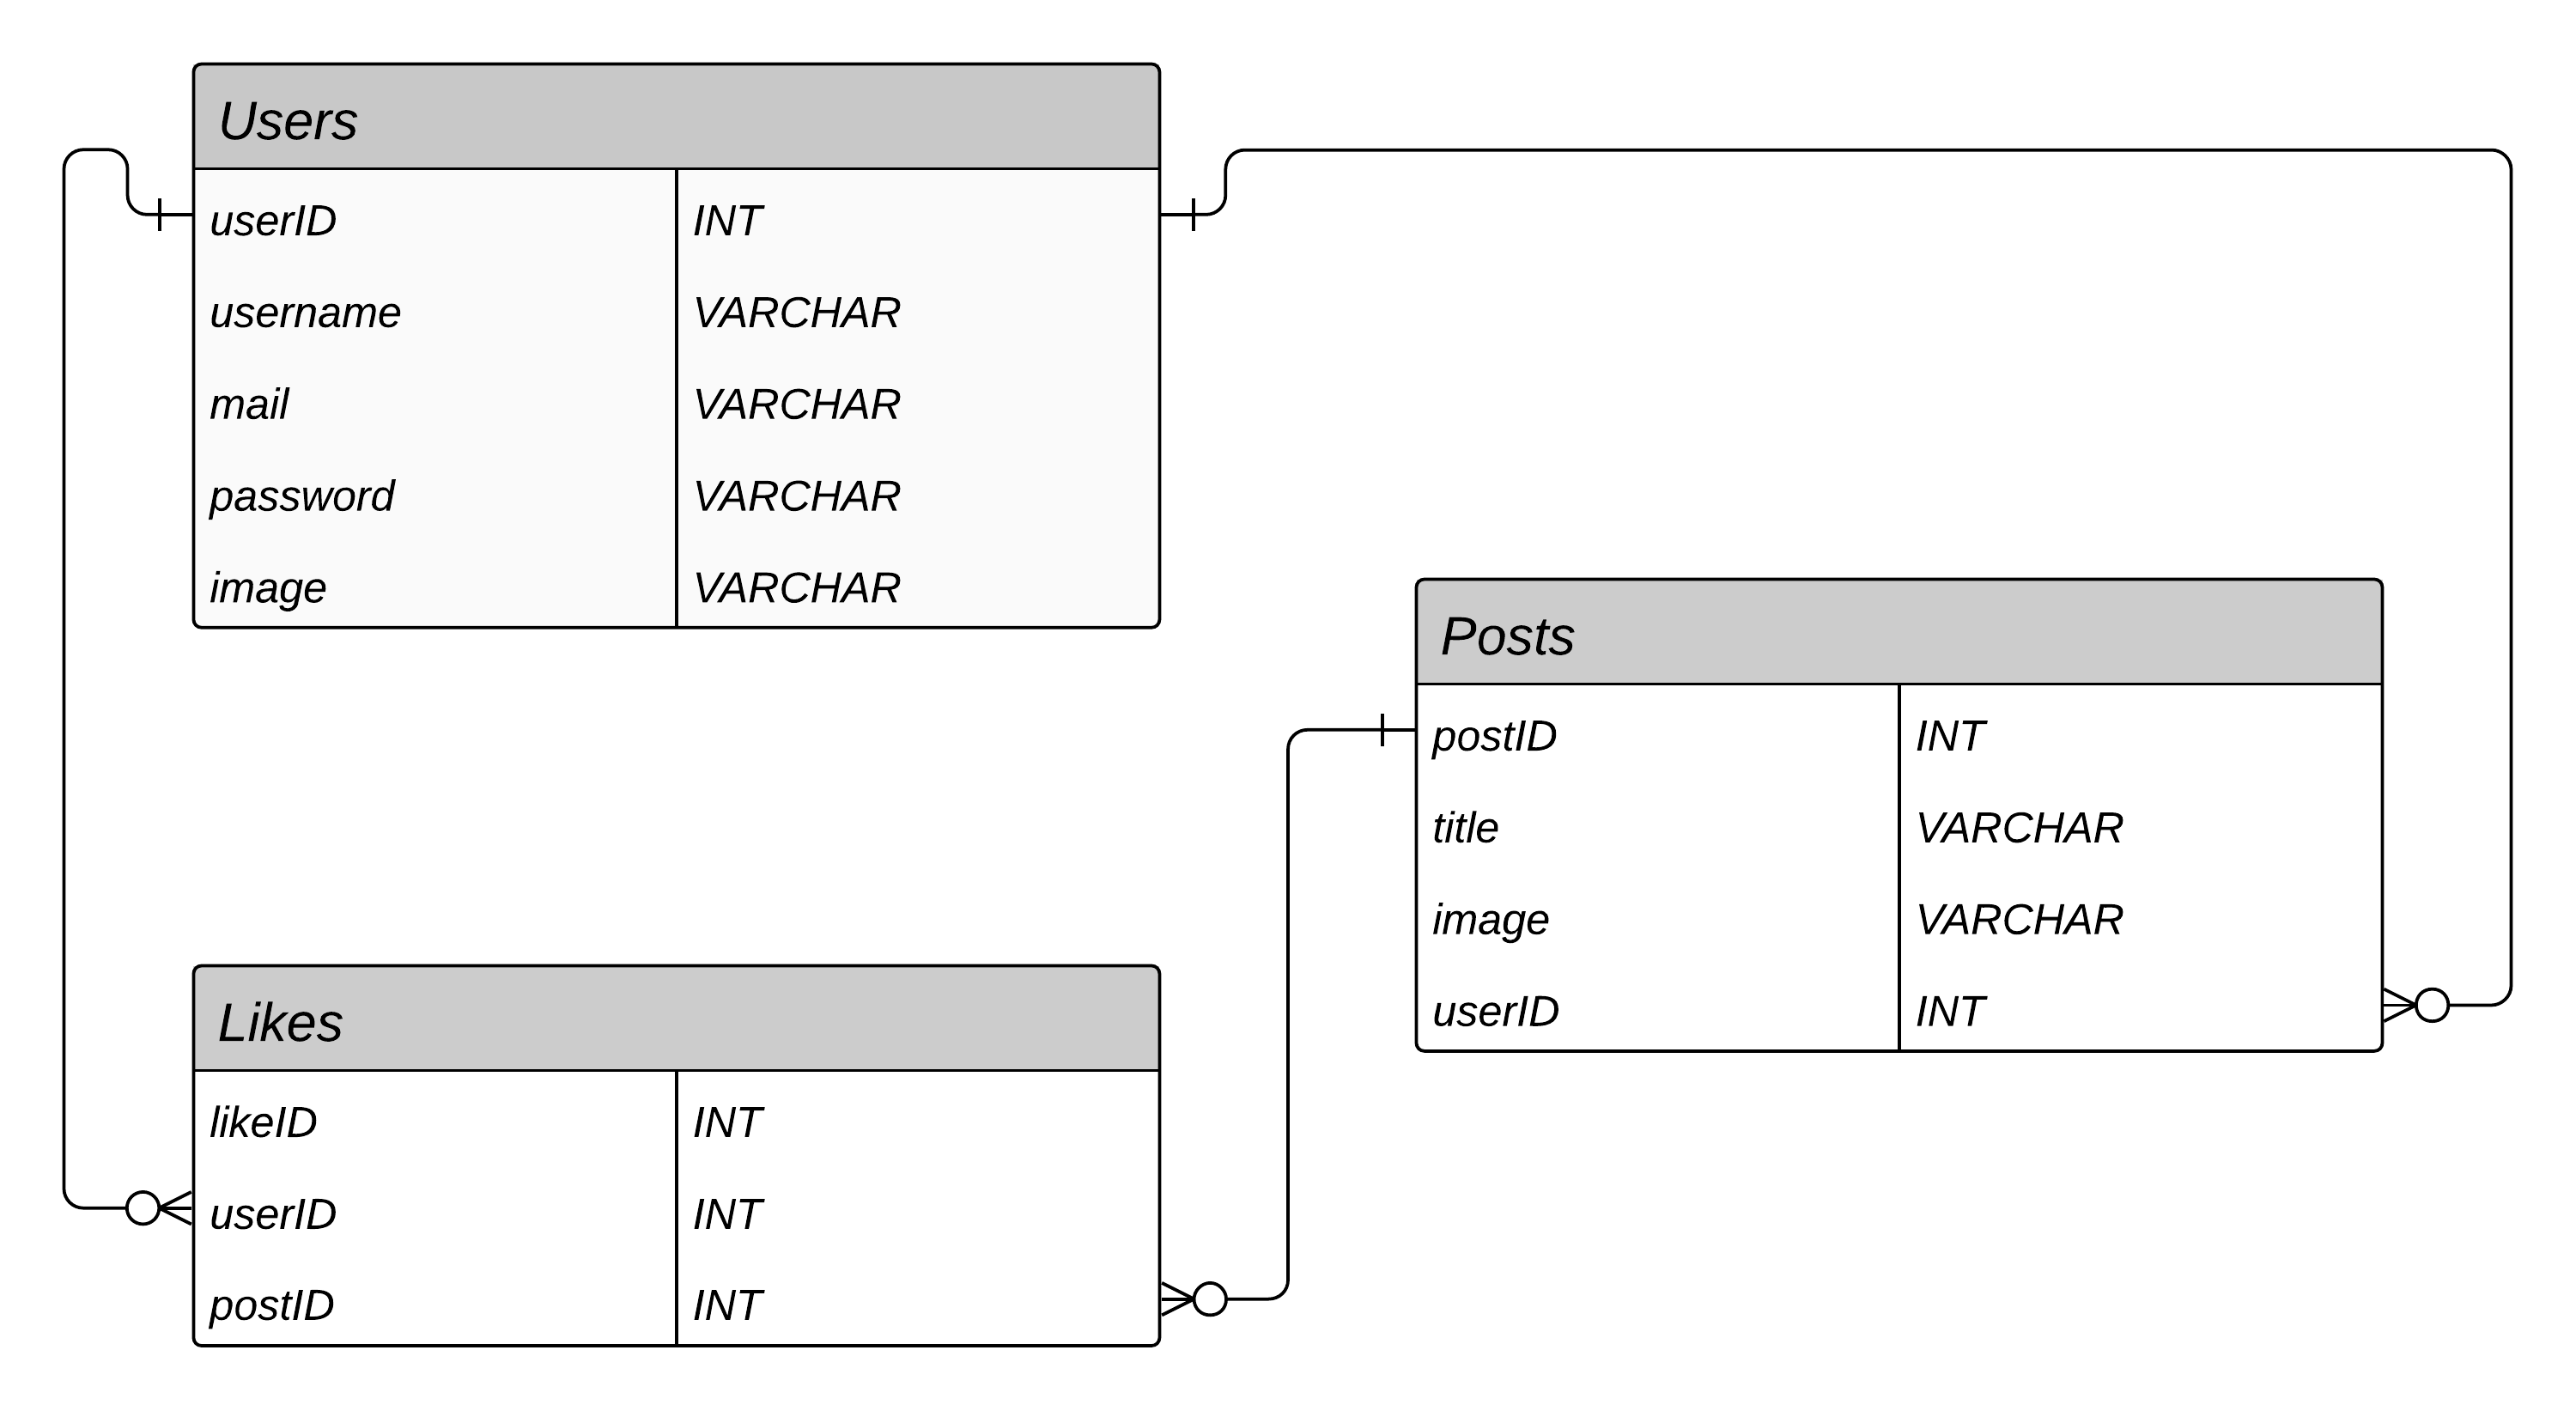 Users
userID INT
username VARCHAR
mail VARCHAR
password VARCHAR
image VARCHAR
Posts
postID INT
title VARCHAR
image VARCHAR
userID INT
Likes
likeID INT
userID INT
postID INT